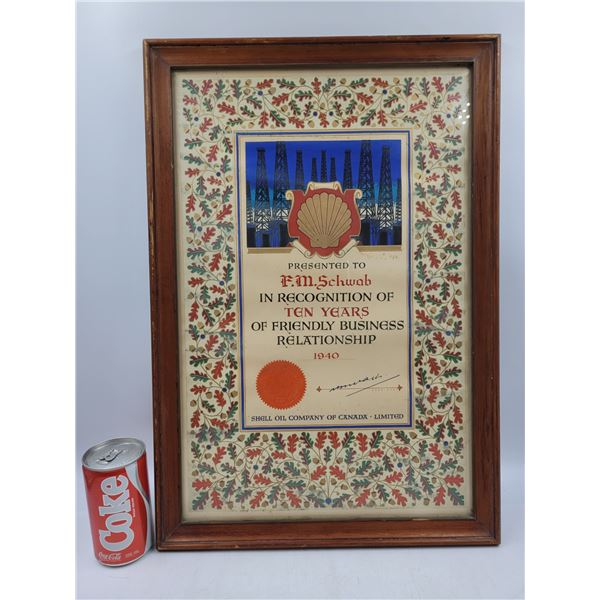 PRESENTED TO
F.M. Schwab
IN RECOGNITION OF
TEN YEARS
OF FRIENDLY BUSINESS
RELATIONSHIP
1940
SHELL OIL COMPANY OF CANADA · LIMITED
Coke
Coca-Cola